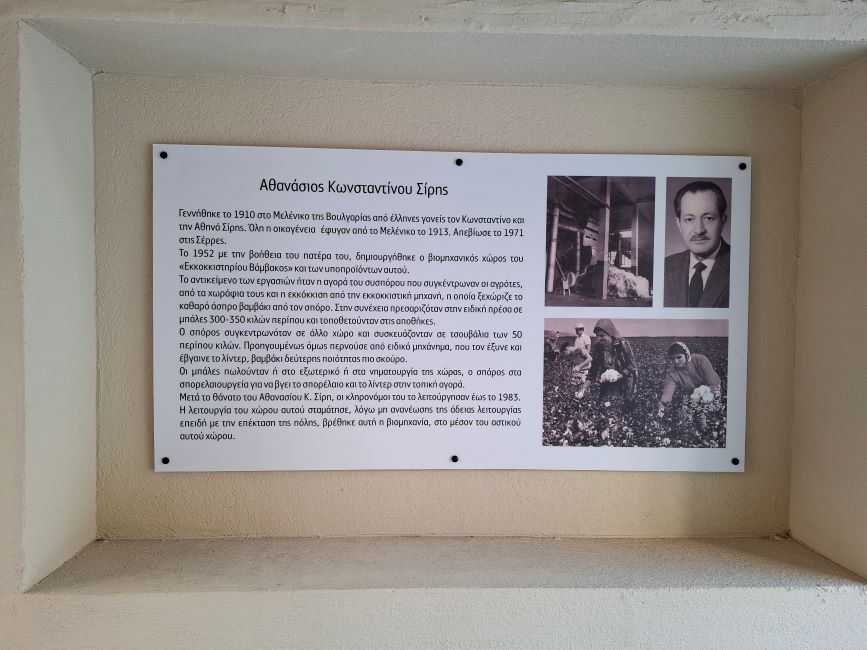 Αθανάσιος Κωνσταντίνου Σίρης
Γεννήθηκε το 1910 στο Μελένικο της Βουλγαρίας από έλληνες γονείς τον Κωνσταντίνο και
την Αθηνά Σίρης. Όλη η οικογένεια έφυγαν από το Μελένικο το 1913. Απεβίωσε το 1971
στις Σέρρες.
Το 1952 με την βοήθεια του πατέρα του, δημιουργήθηκε ο βιομηχανικός χώρος του
«Εκκοκκιστηρίου Βάμβακος» και των υποπροϊόντων αυτού.
Το αντικείμενο των εργασιών ήταν η αγορά του συσπόρου που συγκέντρωναν οι αγρότες,
από τα χωράφια τους και η εκκόκκιση από την εκκοκκιστική μηχανή, η οποία ξεχώριζε το
καθαρό άσπρο βαμβάκι από τον σπόρο. Στην συνέχεια πρεσαριζόταν στην ειδική πρέσα σε
μπάλες 300-350 κιλών περίπου και τοποθετούνταν στις αποθήκες.
Ο σπόρος συγκεντρωνόταν σε άλλο χώρο και συσκευάζονταν σε τσουβάλια των 50
περίπου κιλών. Προηγουμένως όμως περνούσε από ειδικό μηχάνημα, που τον έξυνε και
έβγαινε το λίντερ, βαμβάκι δεύτερης ποιότητας πιο σκούρο.
Οι μπάλες πωλούνταν ή στο εξωτερικό ή στα νηματουργία της χώρας, ο σπόρος στα
σπορελαιουργεία για να βγει το σπορέλαιο και το λίντερ στην τοπική αγορά.
Μετά το θάνατο του Αθανασίου Κ. Σίρη, οι κληρονόμοι του το λειτούργησαν έως το 1983.
Η λειτουργία του χώρου αυτού σταμάτησε, λόγω μη ανανέωσης της άδειας λειτουργίας
επειδή με την επέκταση της πόλης, βρέθηκε αυτή η βιομηχανία, στο μέσον του αστικού
αυτού χώρου.